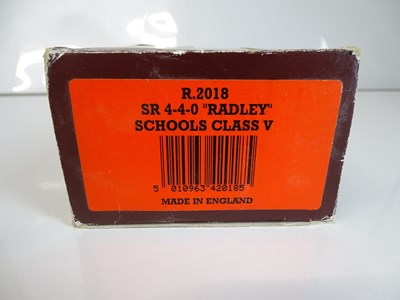 R.2018
SR 4-4-0 "RADLEY"
SCHOOLS CLASS V
5 010963 420185
MADE IN ENGLAND